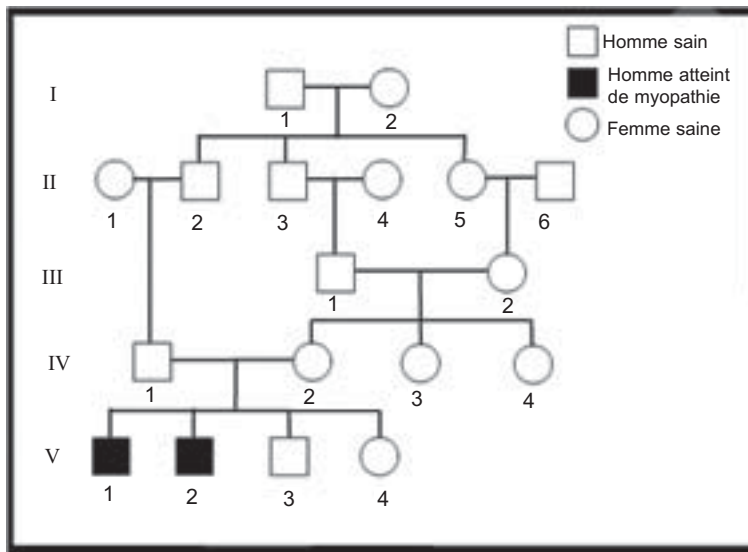 Homme sain
Homme atteint
de myopathie
Femme saine
I
1 2
II
1 2 3 4 5 6
III
1 2
IV
1 2 3 4
V
1 2 3 4